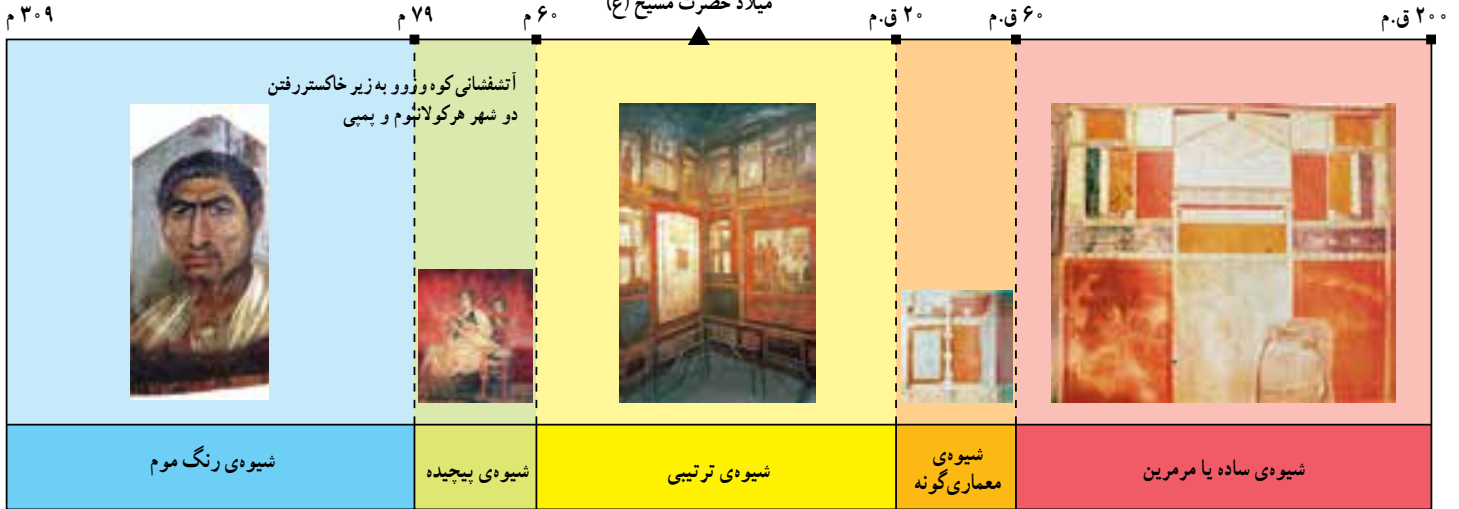 ۲۰۰ ق.م
۶۰ ق.م
۲۰ ق.م
میلاد حضرت مسیح (ع)
۶۰ م
۷۹ م
۳۰۹ م
آتشفشانی کوه وزوو به زیر خاکستر رفتن
دو شهر هرکولانئوم و پمپی
شیوه‌ی ساده یا مرمرین
شیوه‌ی
معماری‌گونه
شیوه‌ی ترتیبی
شیوه‌ی پیچیده
شیوه‌ی رنگ موم